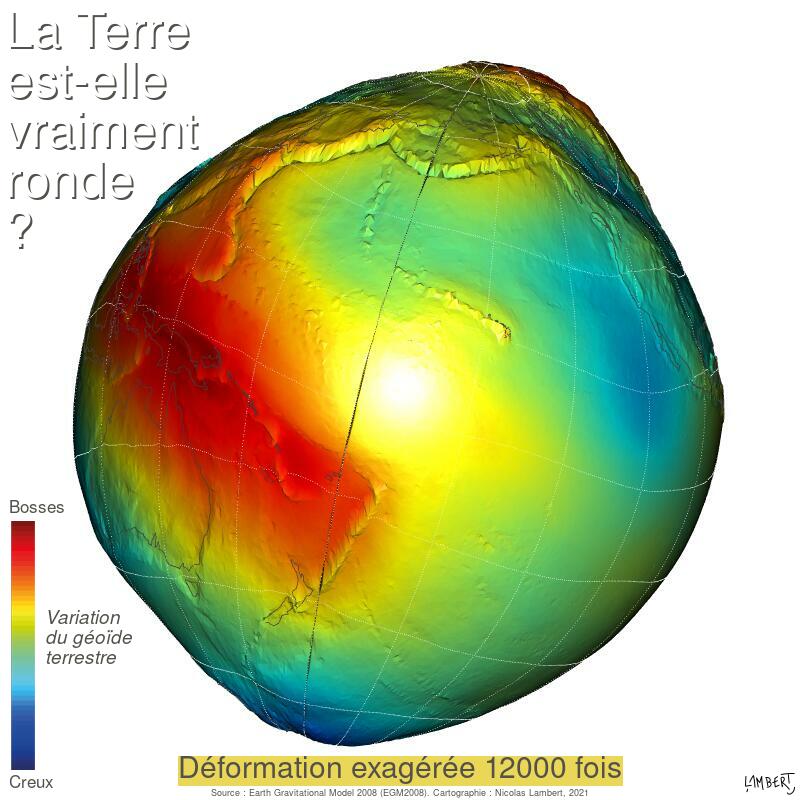 La Terre
est-elle
vraiment
ronde
?
Bosses
Variation
du géoïde
terrestre
Creux
Déformation exagérée 12000 fois
Source : Earth Gravitational Model 2008 (EGM2008). Cartographie : Nicolas Lambert, 2021
LAMBERT